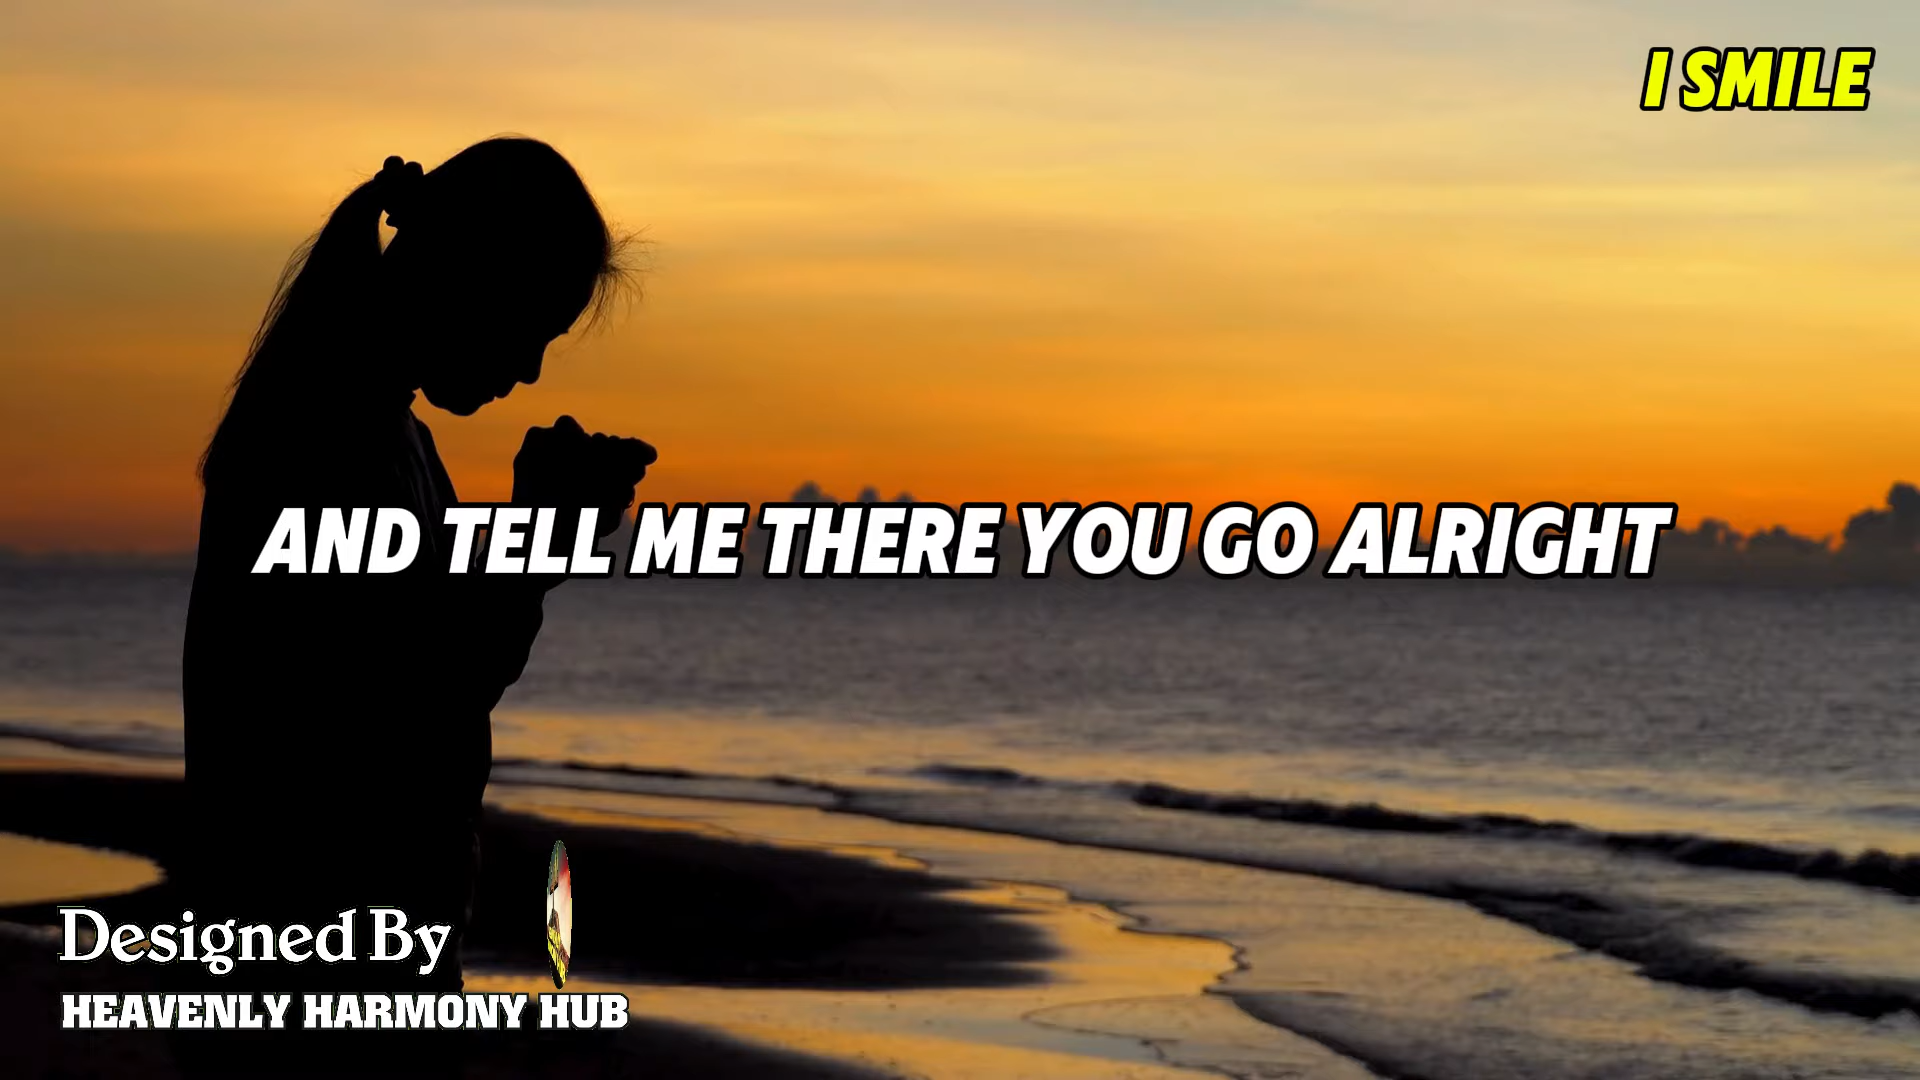 I SMILE
AND TELL ME THERE YOU GO ALRIGHT
Designed By
HEAVENLY HARMONY HUB